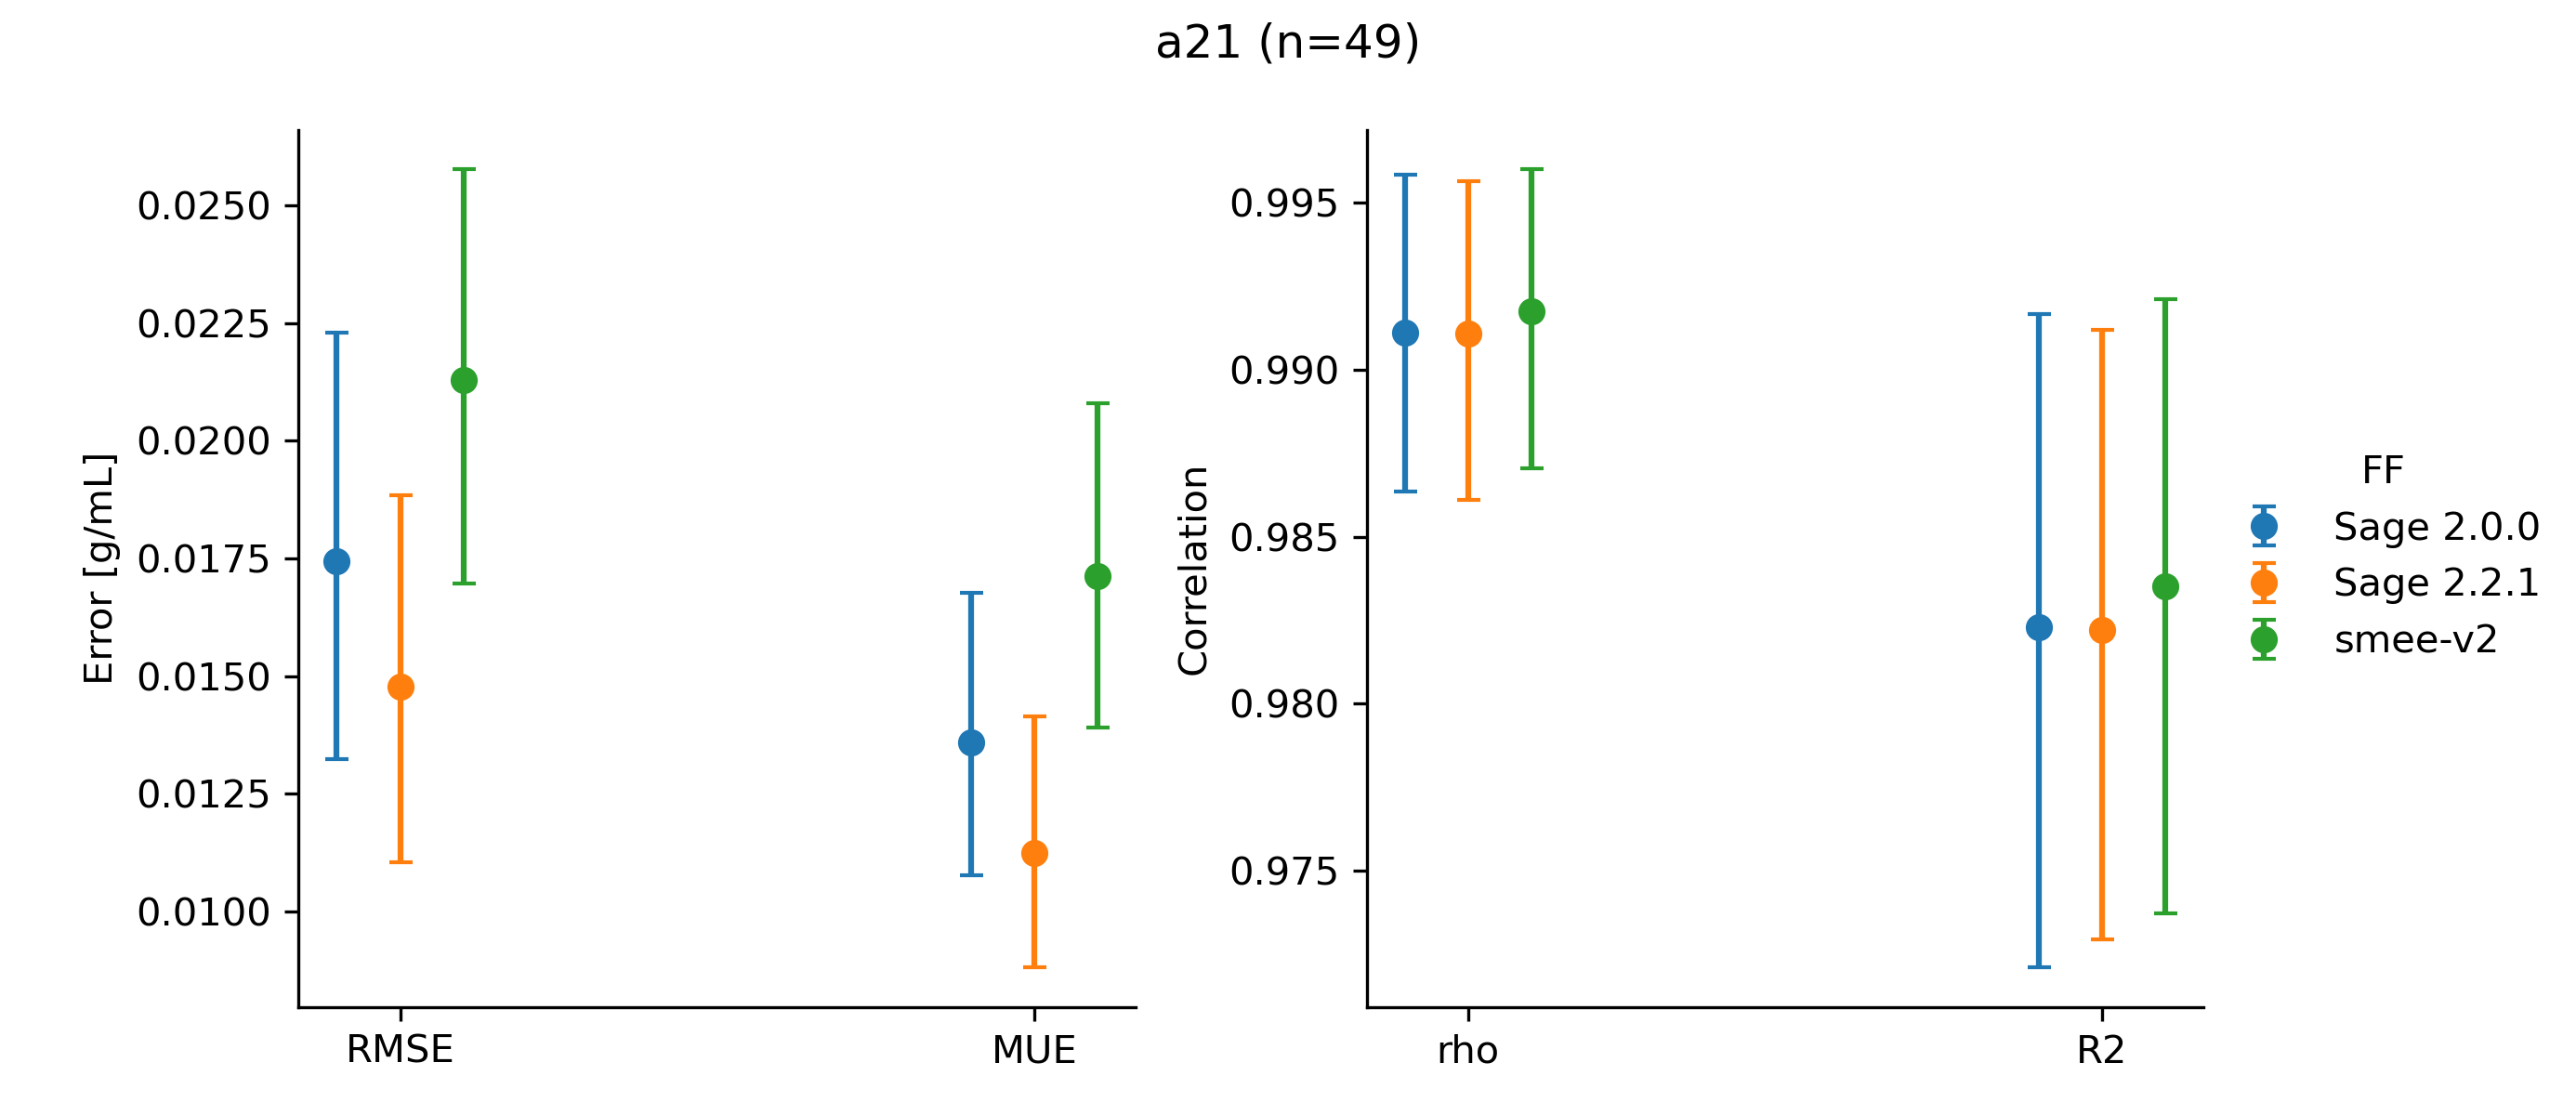 a21 (n=49)
Error [g/mL]
0.0250
0.0225
0.0200
0.0175
0.0150
0.0125
0.0100
RMSE
MUE
Correlation
0.995
0.990
0.985
0.980
0.975
rho
R2
FF
Sage 2.0.0
Sage 2.2.1
smee-v2